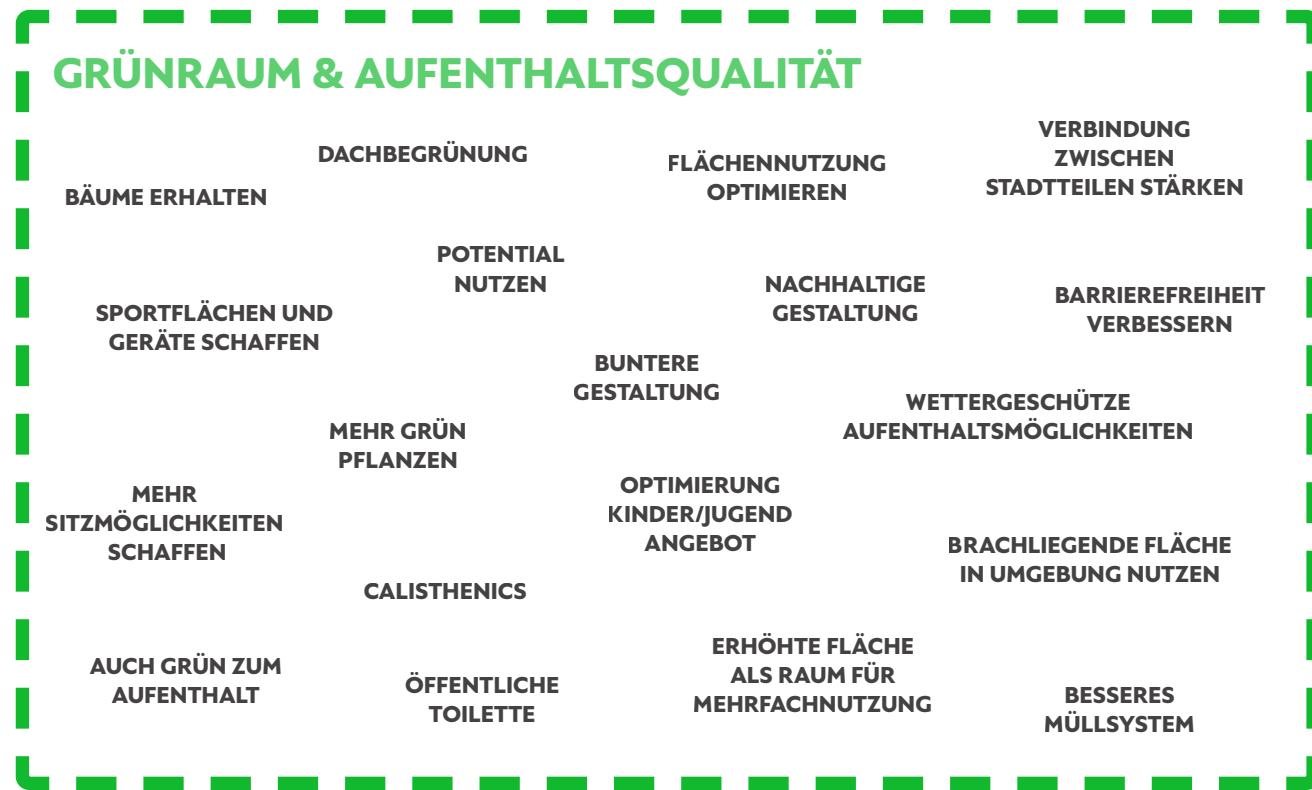 GRÜNRAUM & AUFENTHALTSQUALITÄT
DACHBEGRÜNUNG
BÄUME ERHALTEN
FLÄCHENNUTZUNG
OPTIMIEREN
VERBINDUNG
ZWISCHEN
STADTTEILEN STÄRKEN
POTENTIAL
NUTZEN
SPORTFLÄCHEN UND
GERÄTE SCHAFFEN
NACHHALTIGE
GESTALTUNG
BARRIEREFREIHEIT
VERBESSERN
BUNTERE
GESTALTUNG
WETTERGESCHÜTZE
AUFENTHALTSMÖGLICHKEITEN
MEHR GRÜN
PFLANZEN
MEHR
SITZMÖGLICHKEITEN
SCHAFFEN
OPTIMIERUNG
KINDER/JUGEND
ANGEBOT
BRACHLIEGENDE FLÄCHE
IN UMGEBUNG NUTZEN
CALISTHENICS
AUCH GRÜN ZUM
AUFENTHALT
ÖFFENTLICHE
TOILETTE
ERHÖHTE FLÄCHE
ALS RAUM FÜR
MEHRFACHNUTZUNG
BESSERES
MÜLLSYSTEM